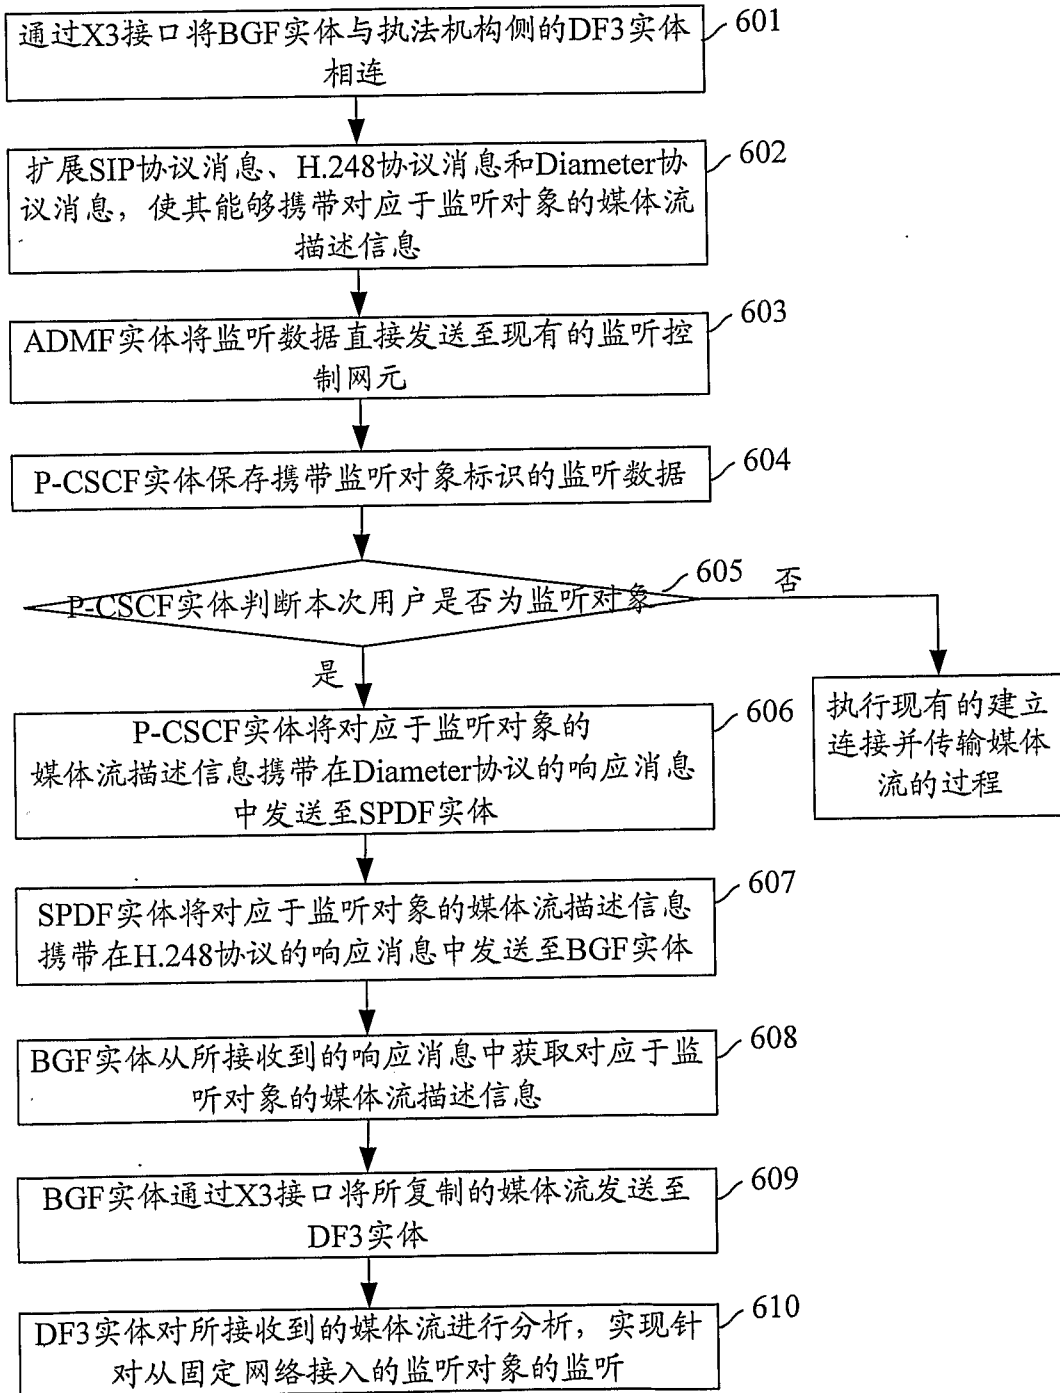 通过X3接口将BGF实体与执法机构侧的DF3实体
相连
601
扩展SIP协议消息、H.248协议消息和Diameter协
议消息，使其能够携带对应于监听对象的媒体流
描述信息
602
ADMF实体将监听数据直接发送至现有的监听控
制网元
603
P-CSCF实体保存携带监听对象标识的监听数据
604
P-CSCF实体判断本次用户是否为监听对象
605
否
是
执行现有的建立
连接并传输媒体
流的过程
P-CSCF实体将对应于监听对象的
媒体流描述信息携带在Diameter协议的响应消息
中发送至SPDF实体
606
SPDF实体将对应于监听对象的媒体流描述信息
携带在H.248协议的响应消息中发送至BGF实体
607
BGF实体从所接收到的响应消息中获取对应于监
听对象的媒体流描述信息
608
BGF实体通过X3接口将所复制的媒体流发送至
DF3实体
609
DF3实体对所接收到的媒体流进行分析，实现针
对从固定网络接入的监听对象的监听
610